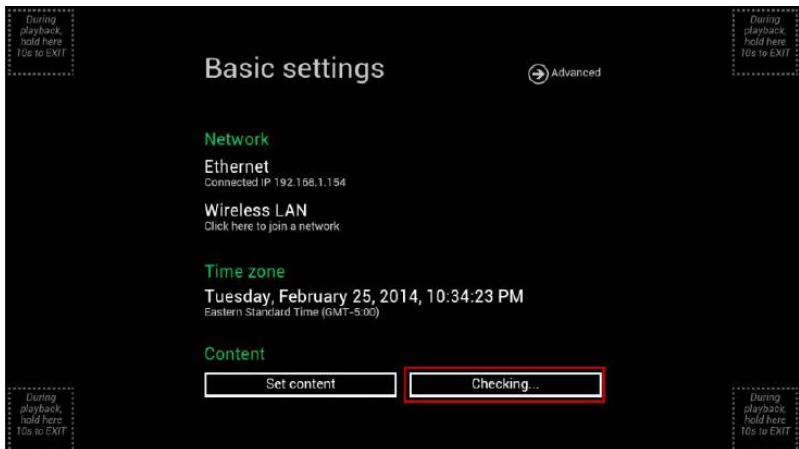 During
playback,
hold here
10s to EXIT
During
playback,
hold here
10s to EXIT
Basic settings
Advanced
Network
Ethernet
Connected IP 192.168.1.154
Wireless LAN
Click here to join a network
Time zone
Tuesday, February 25, 2014, 10:34:23 PM
Eastern Standard Time (GMT-5:00)
Content
Set content
Checking...
During
playback,
hold here
10s to EXIT
During
playback,
hold here
10s to EXIT